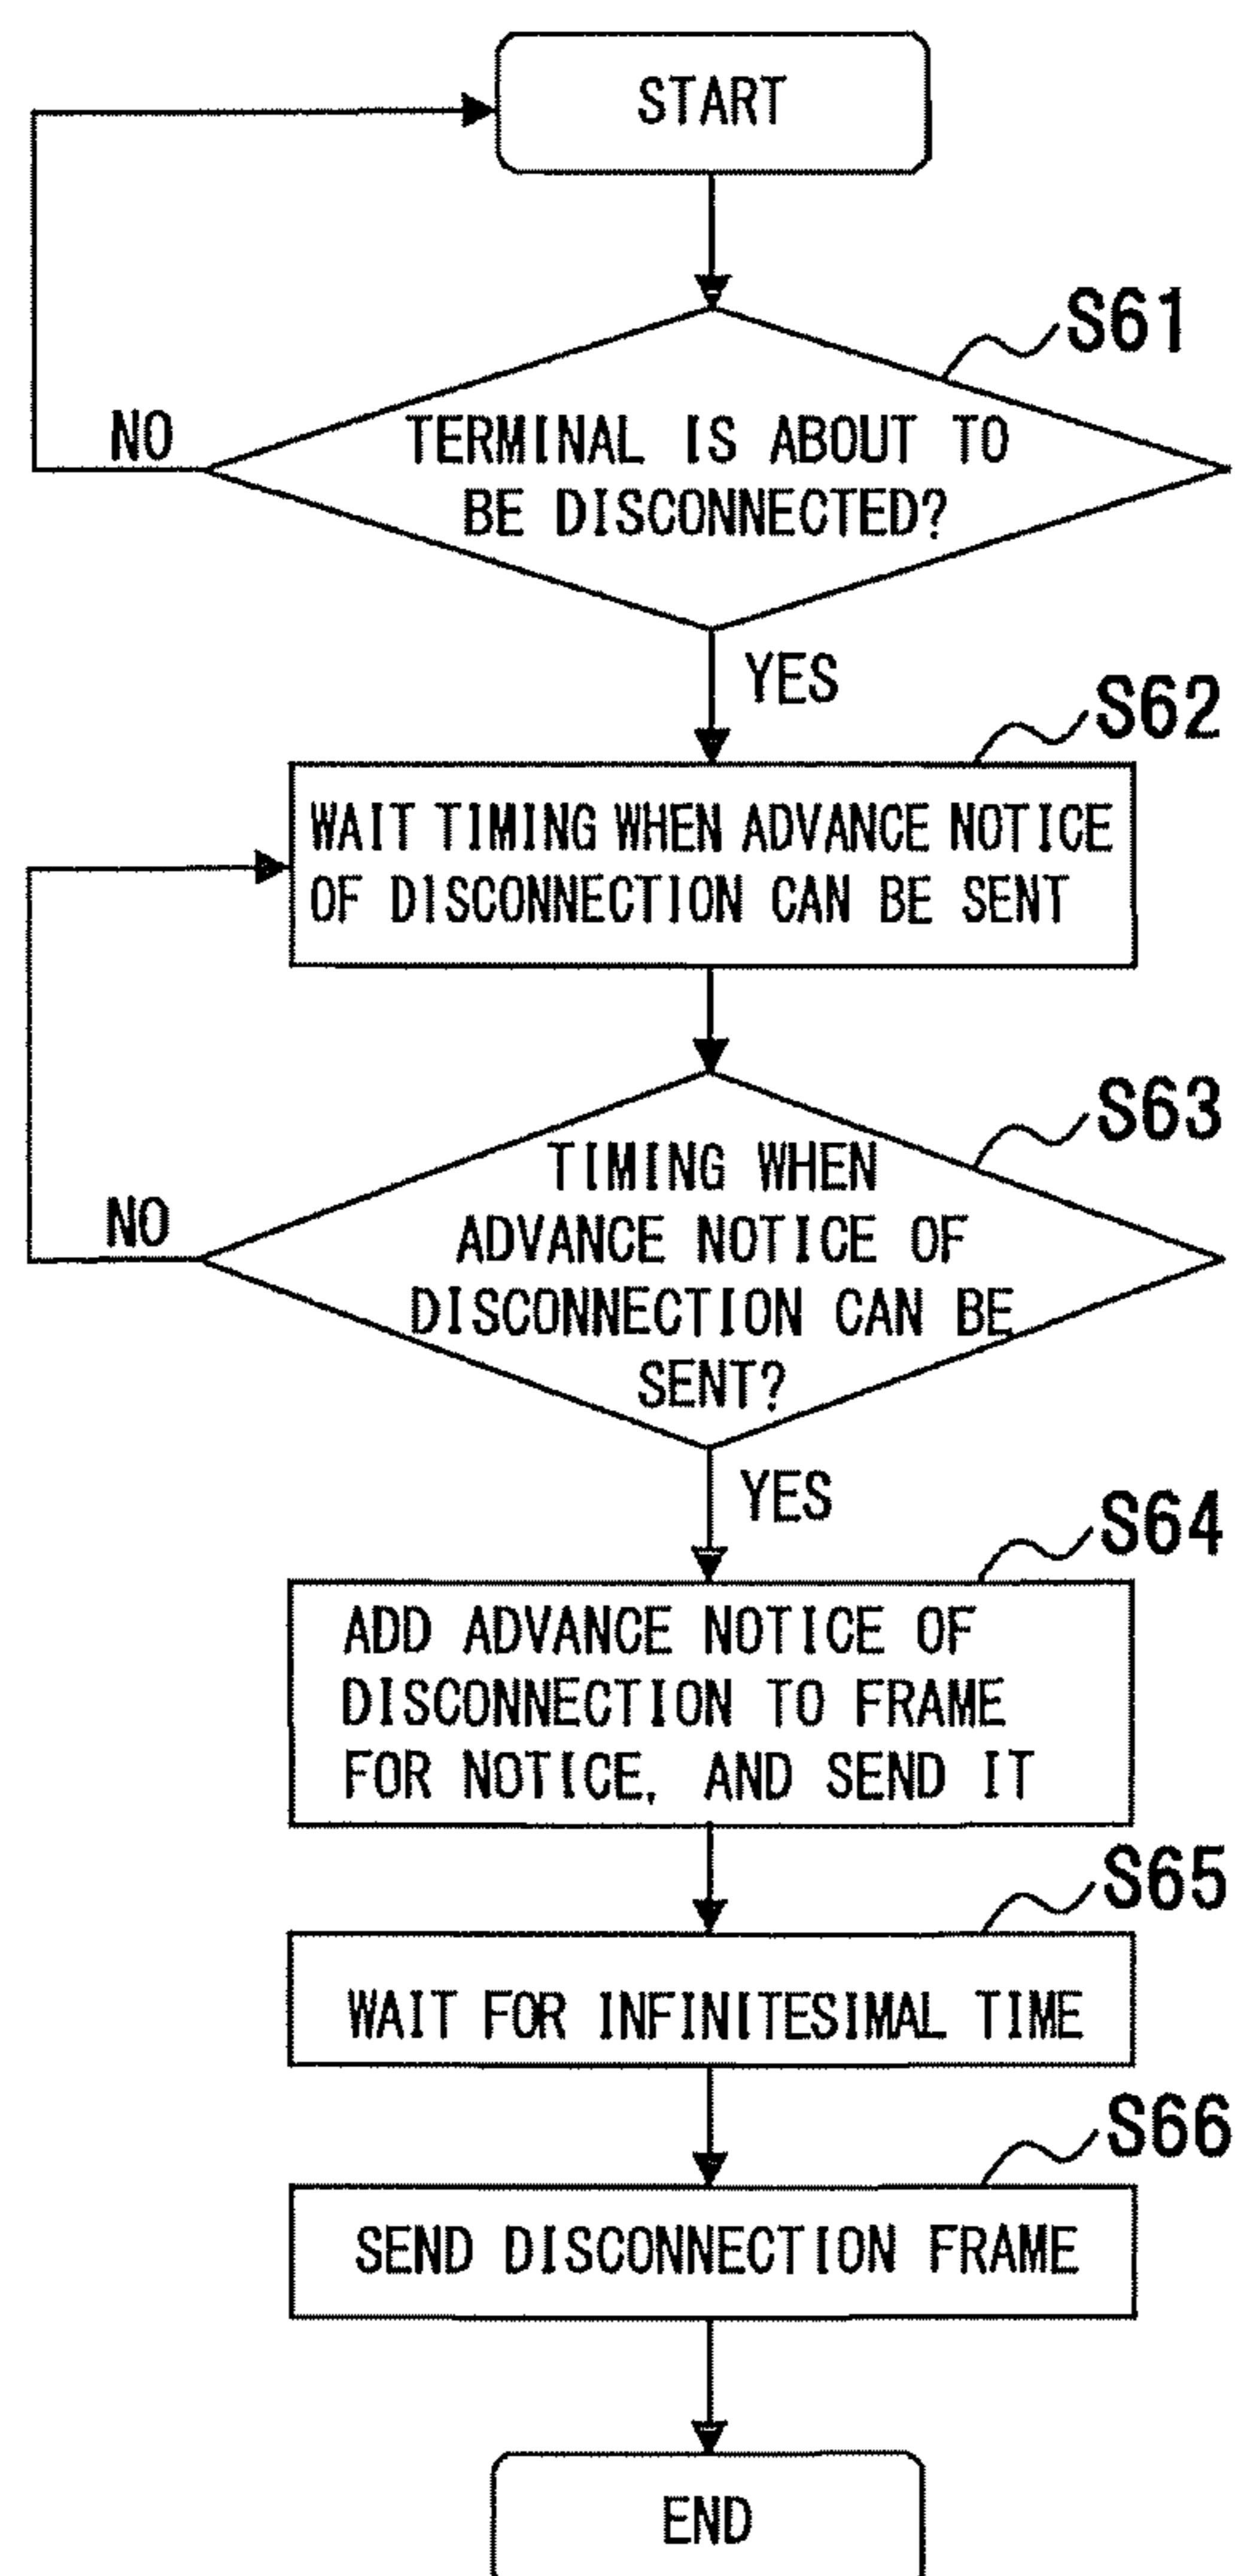 START
S61
NO
TERMINAL IS ABOUT TO
BE DISCONNECTED?
YES
S62
WAIT TIMING WHEN ADVANCE NOTICE
OF DISCONNECTION CAN BE SENT
S63
NO
TIMING WHEN
ADVANCE NOTICE OF
DISCONNECTION CAN BE
SENT?
YES
S64
ADD ADVANCE NOTICE OF
DISCONNECTION TO FRAME
FOR NOTICE, AND SEND IT
S65
WAIT FOR INFINITESIMAL TIME
S66
SEND DISCONNECTION FRAME
END